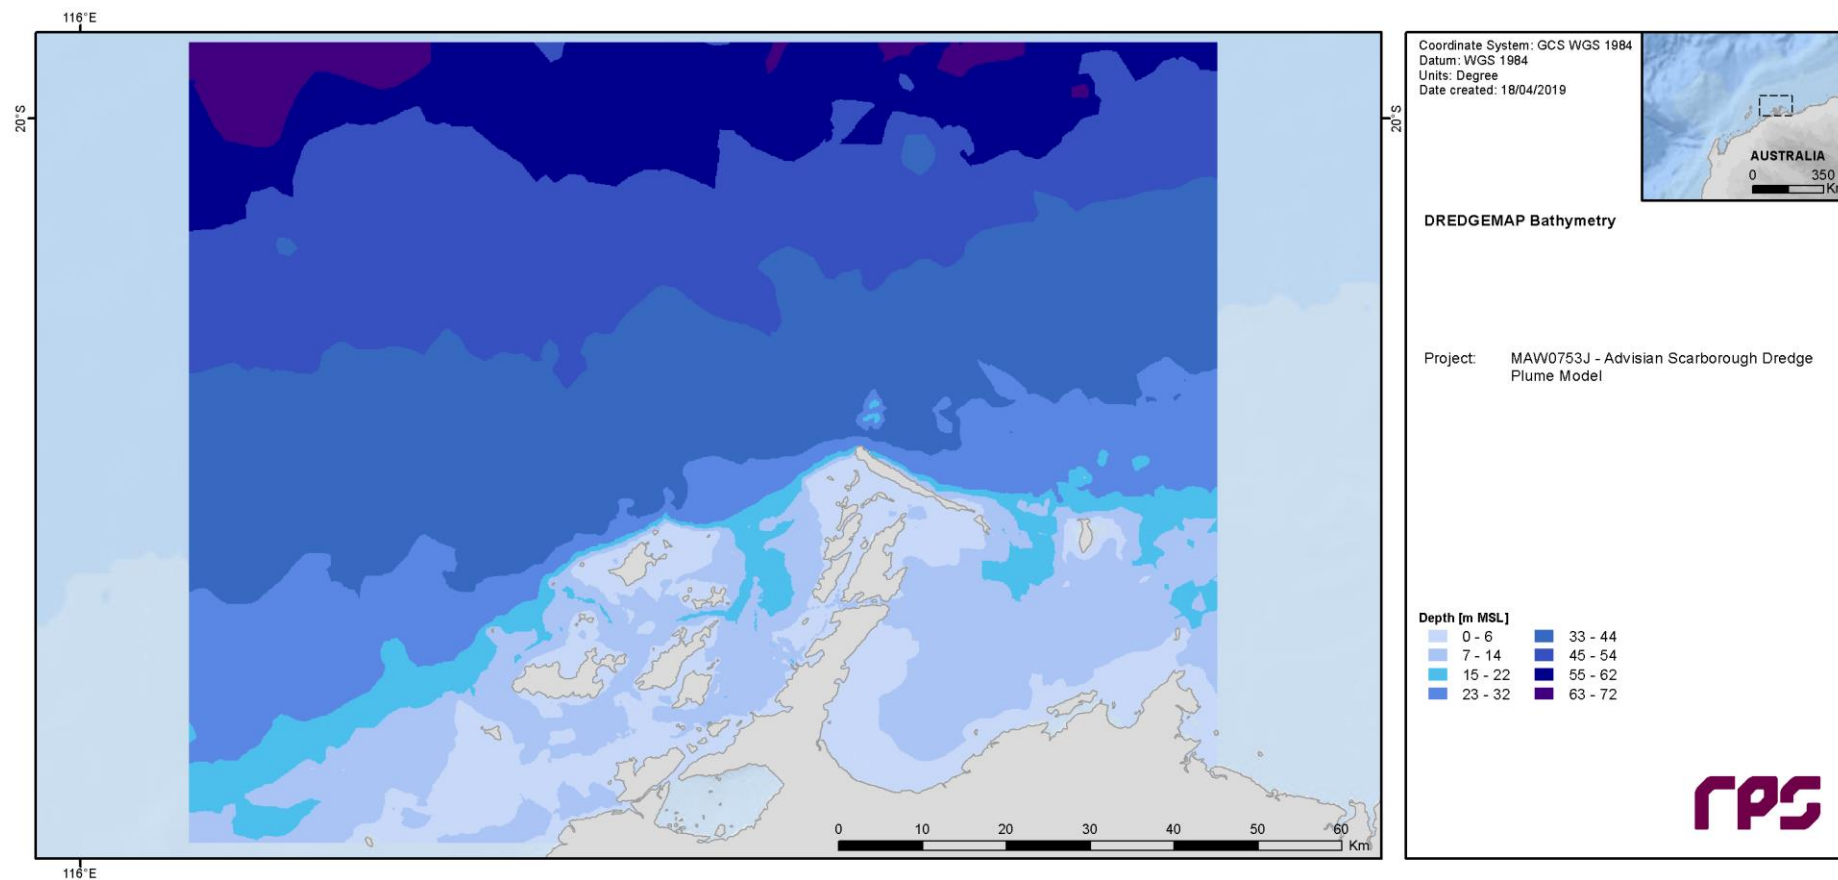 116°E
20°S
20°S
116°E
0 10 20 30 40 50 60
Km
Coordinate System: GCS WGS 1984
Datum: WGS 1984
Units: Degree
Date created: 18/04/2019
AUSTRALIA
0 350
DREDGEMAP Bathymetry
Project: MAW0753J - Advisian Scarborough Dredge
Plume Model
Depth [m MSL]
0 - 6 33 - 44
7 - 14 45 - 54
15 - 22 55 - 62
23 - 32 63 - 72
rps